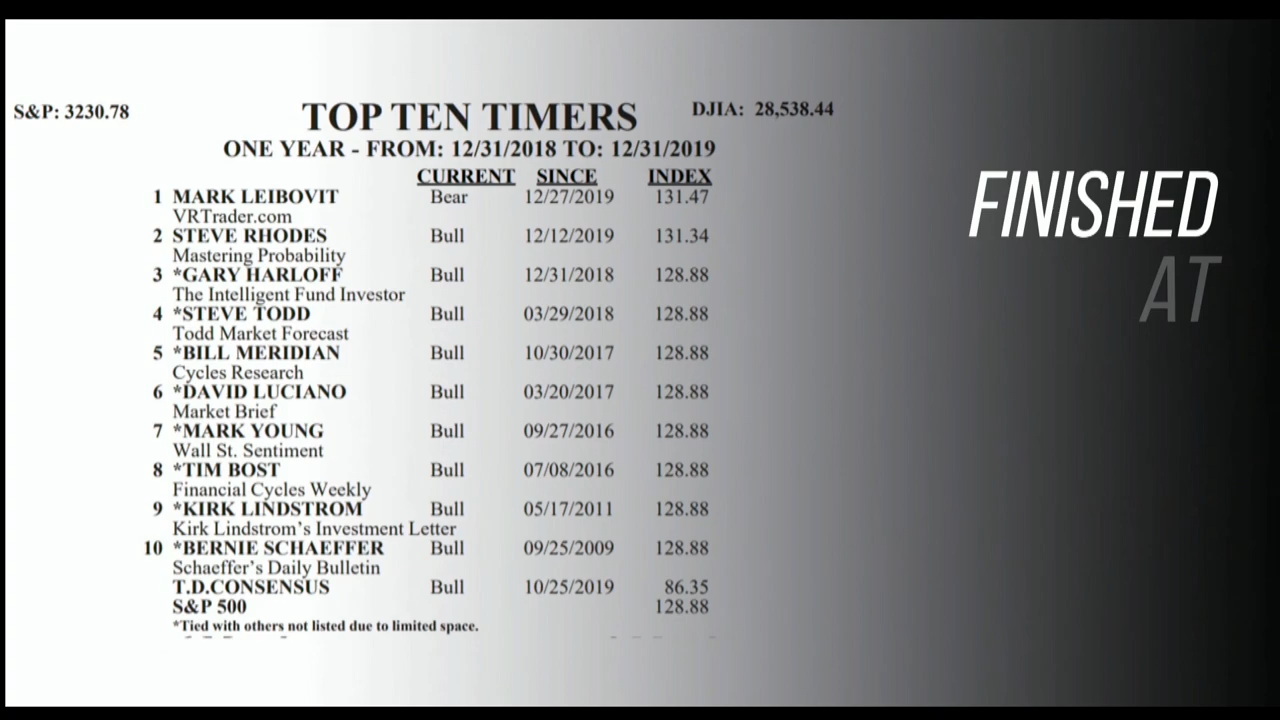 S&P: 3230.78 TOP TEN TIMERS DJIA: 28,538.44
ONE YEAR - FROM: 12/31/2018 TO: 12/31/2019
CURRENT SINCE INDEX
1 MARK LEIBOVIT Bear 12/27/2019 131.47
VRTrader.com
2 STEVE RHODES Bull 12/12/2019 131.34
Mastering Probability
3 *GARY HARLOFF Bull 12/31/2018 128.88
The Intelligent Fund Investor
4 *STEVE TODD Bull 03/29/2018 128.88
Todd Market Forecast
5 *BILL MERIDIAN Bull 10/30/2017 128.88
Cycles Research
6 *DAVID LUCIANO Bull 03/20/2017 128.88
Market Brief
7 *MARK YOUNG Bull 09/27/2016 128.88
Wall St. Sentiment
8 *TIM BOST Bull 07/08/2016 128.88
Financial Cycles Weekly
9 *KIRK LINDSTROM Bull 05/17/2011 128.88
Kirk Lindstrom's Investment Letter
10 *BERNIE SCHAEFFER Bull 09/25/2009 128.88
Schaeffer's Daily Bulletin
T.D.CONSENSUS Bull 10/25/2019 86.35
S&P 500 128.88
*Tied with others not listed due to limited space.
FINISHED
AT